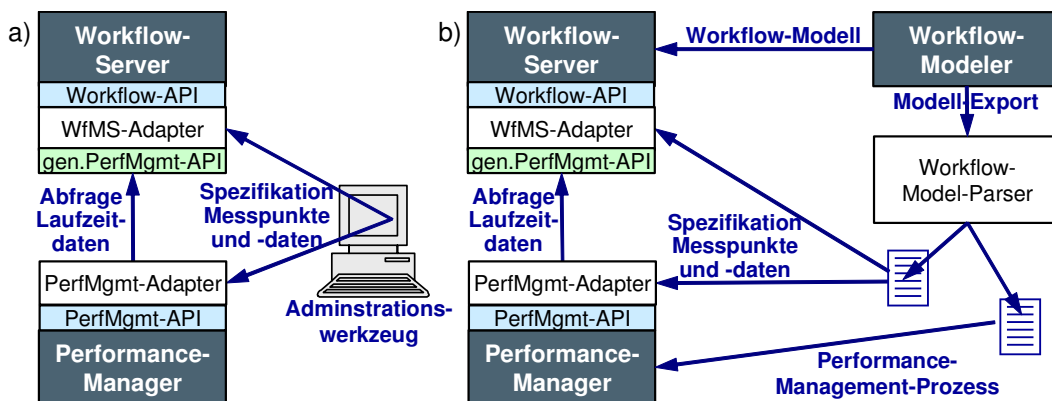 a)
Workflow-
Server
Workflow-API
WfMS-Adapter
gen.PerfMgmt-API
Abfrage
Laufzeit-
daten
Spezifikation
Messpunkte
und -daten
PerfMgmt-Adapter
PerfMgmt-API
Performance-
Manager
Adminstrations-
werkzeug
b)
Workflow-
Server
Workflow-API
WfMS-Adapter
gen.PerfMgmt-API
Workflow-Modell
Workflow-
Modeler
Modell-Export
Workflow-
Model-Parser
Abfrage
Laufzeit-
daten
Spezifikation
Messpunkte
und -daten
PerfMgmt-Adapter
PerfMgmt-API
Performance-
Manager
Performance-
Management-Prozess